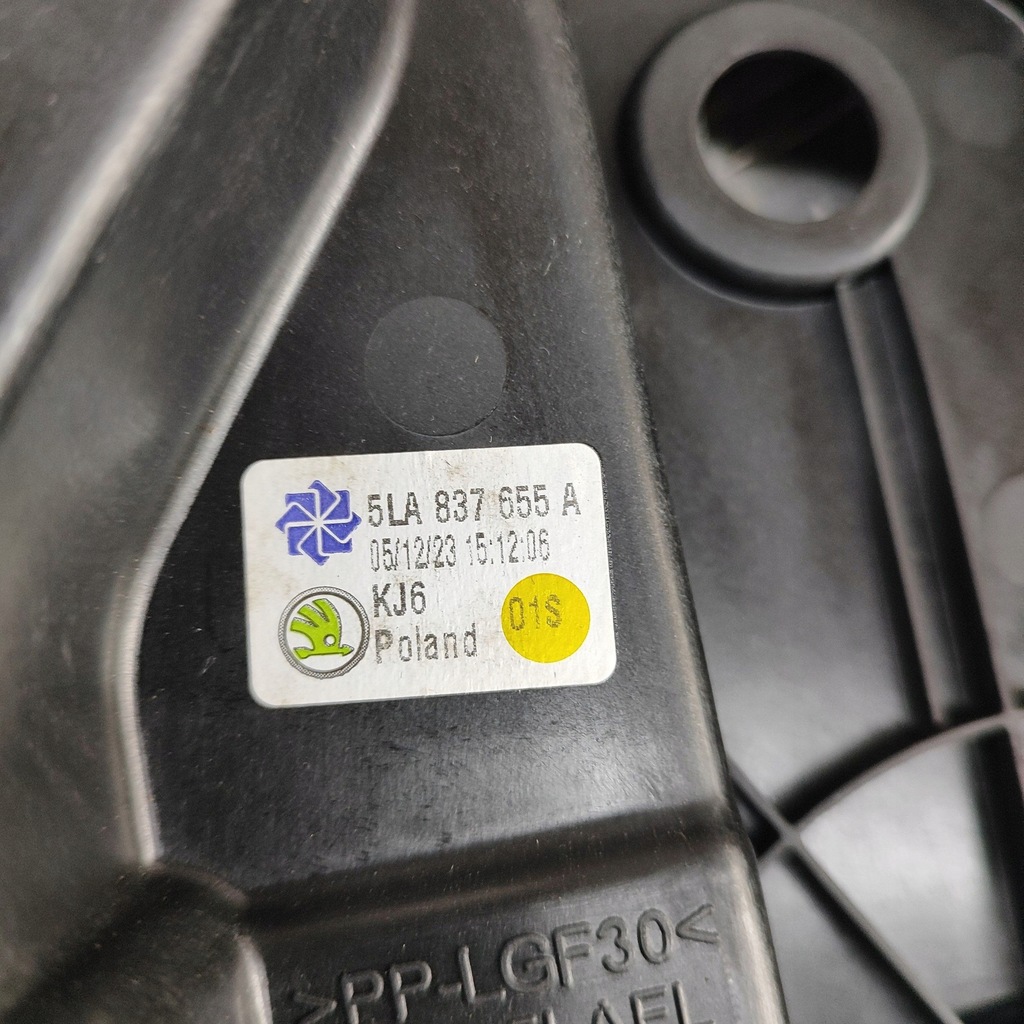 5LA 837 655 A
05/12/23 15:12:06
KJ6
Poland
01S
>PP-LGF30<